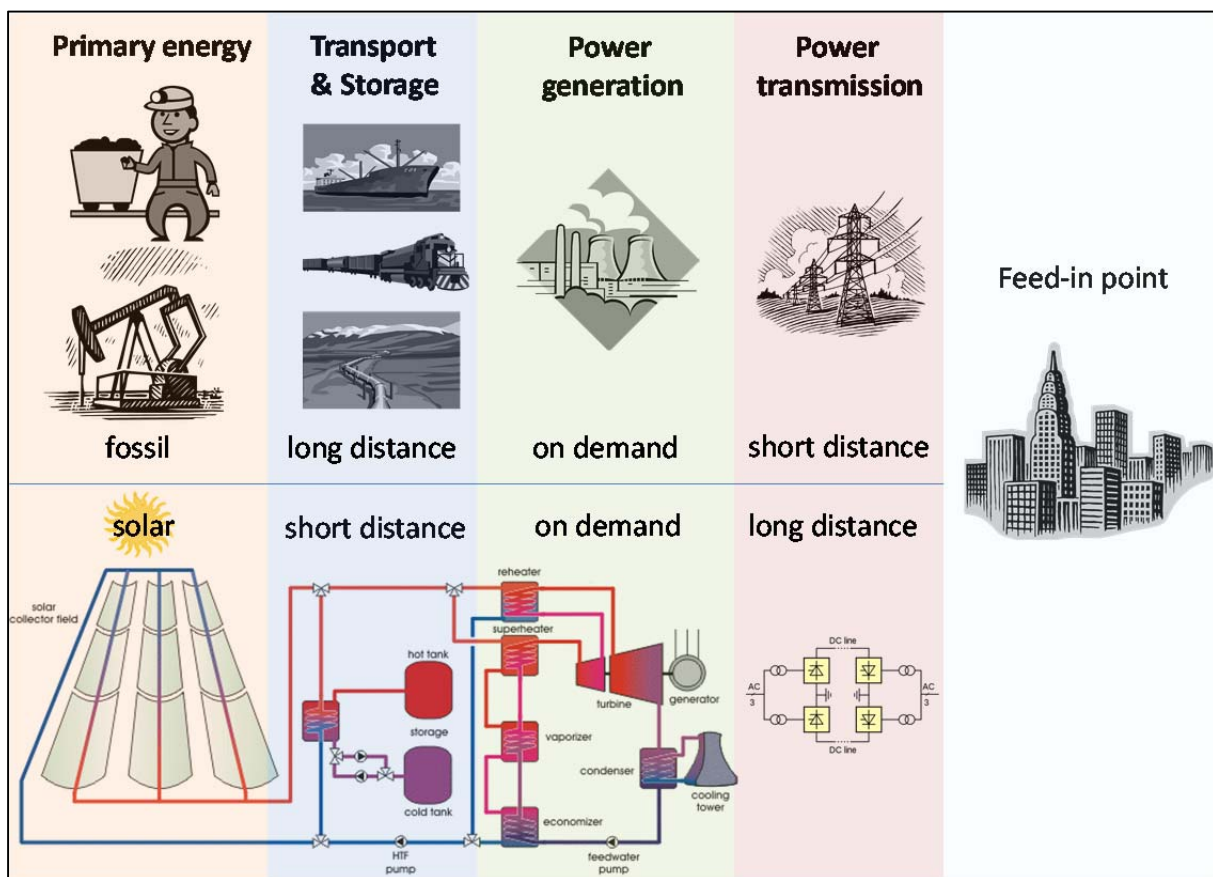 Primary energy
Transport
& Storage
Power
generation
Power
transmission
Feed-in point
fossil
long distance
on demand
short distance
solar
short distance
on demand
long distance
solar
collector field
hot tank
storage
cold tank
HTF
pump
reheater
superheater
vaporizer
economizer
turbine
generator
condenser
cooling
tower
feedwater
pump
DC line
AC
3
AC
3
DC line